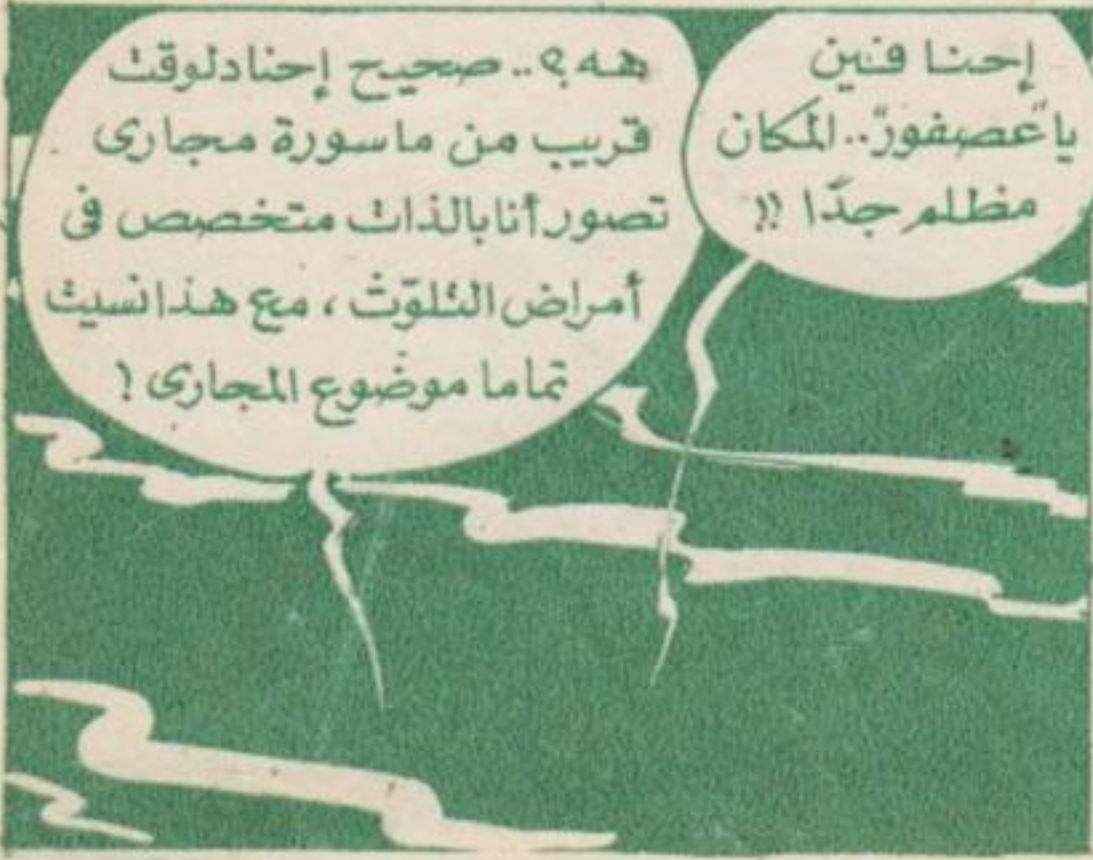 إحنا فين
يا "عصفور".. المكان
مظلم جدًا !!
هه ؟.. صحيح إحنا دلوقت
قريب من ماسورة مجارى
تصور أنا بالذات متخصص فى
أمراض التلوّث ، مع هذا نسيت
تماما موضوع المجارى !